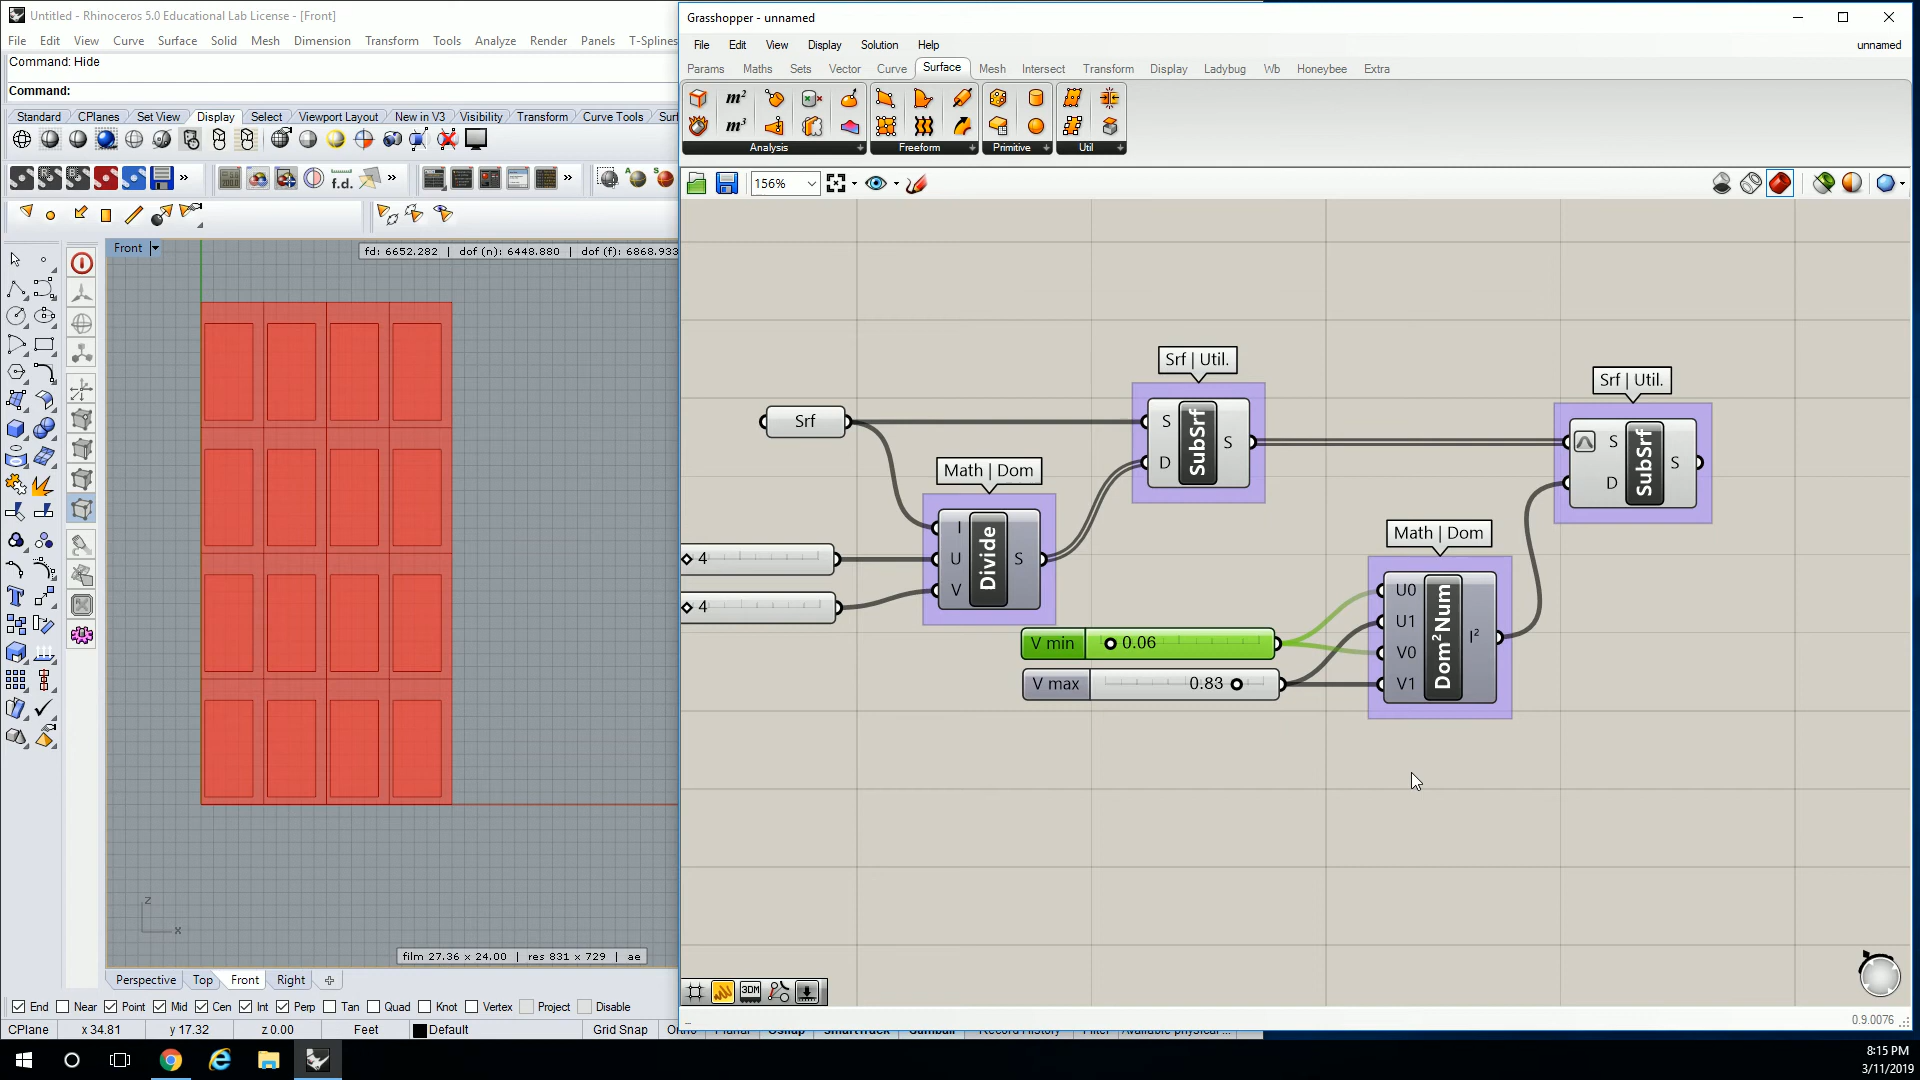 Untitled - Rhinoceros 5.0 Educational Lab License - [Front]
File Edit View Curve Surface Solid Mesh Dimension Transform Tools Analyze Render Panels T-Splines
Command: Hide
Command:
Standard CPlanes Set View Display Select Viewport Layout New in V3 Visibility Transform Curve Tools Surf
f.d.
Front
fd: 6652.282 | dof (n): 6448.880 | dof (f): 6868.933
z
x
film 27.36 x 24.00 | res 831 x 729 | ae
Perspective Top Front Right
End Near Point Mid Cen Int Perp Tan Quad Knot Vertex Project Disable
CPlane x 34.81 y 17.32 z 0.00 Feet Default Grid Snap
Grasshopper - unnamed
File Edit View Display Solution Help unnamed
Params Maths Sets Vector Curve Surface Mesh Intersect Transform Display Ladybug Wb Honeybee Extra
m²
m³
Analysis Freeform Primitive Util
156%
Srf | Util.
Srf | Util.
Srf
S
D
SubSrf
S
S
D
SubSrf
S
Math | Dom
I
U
V
Divide
S
4
4
Math | Dom
U0
U1
V0
V1
Dom²Num
I²
V min 0.06
V max 0.83
3DM
0.9.0076
8:15 PM
3/11/2019